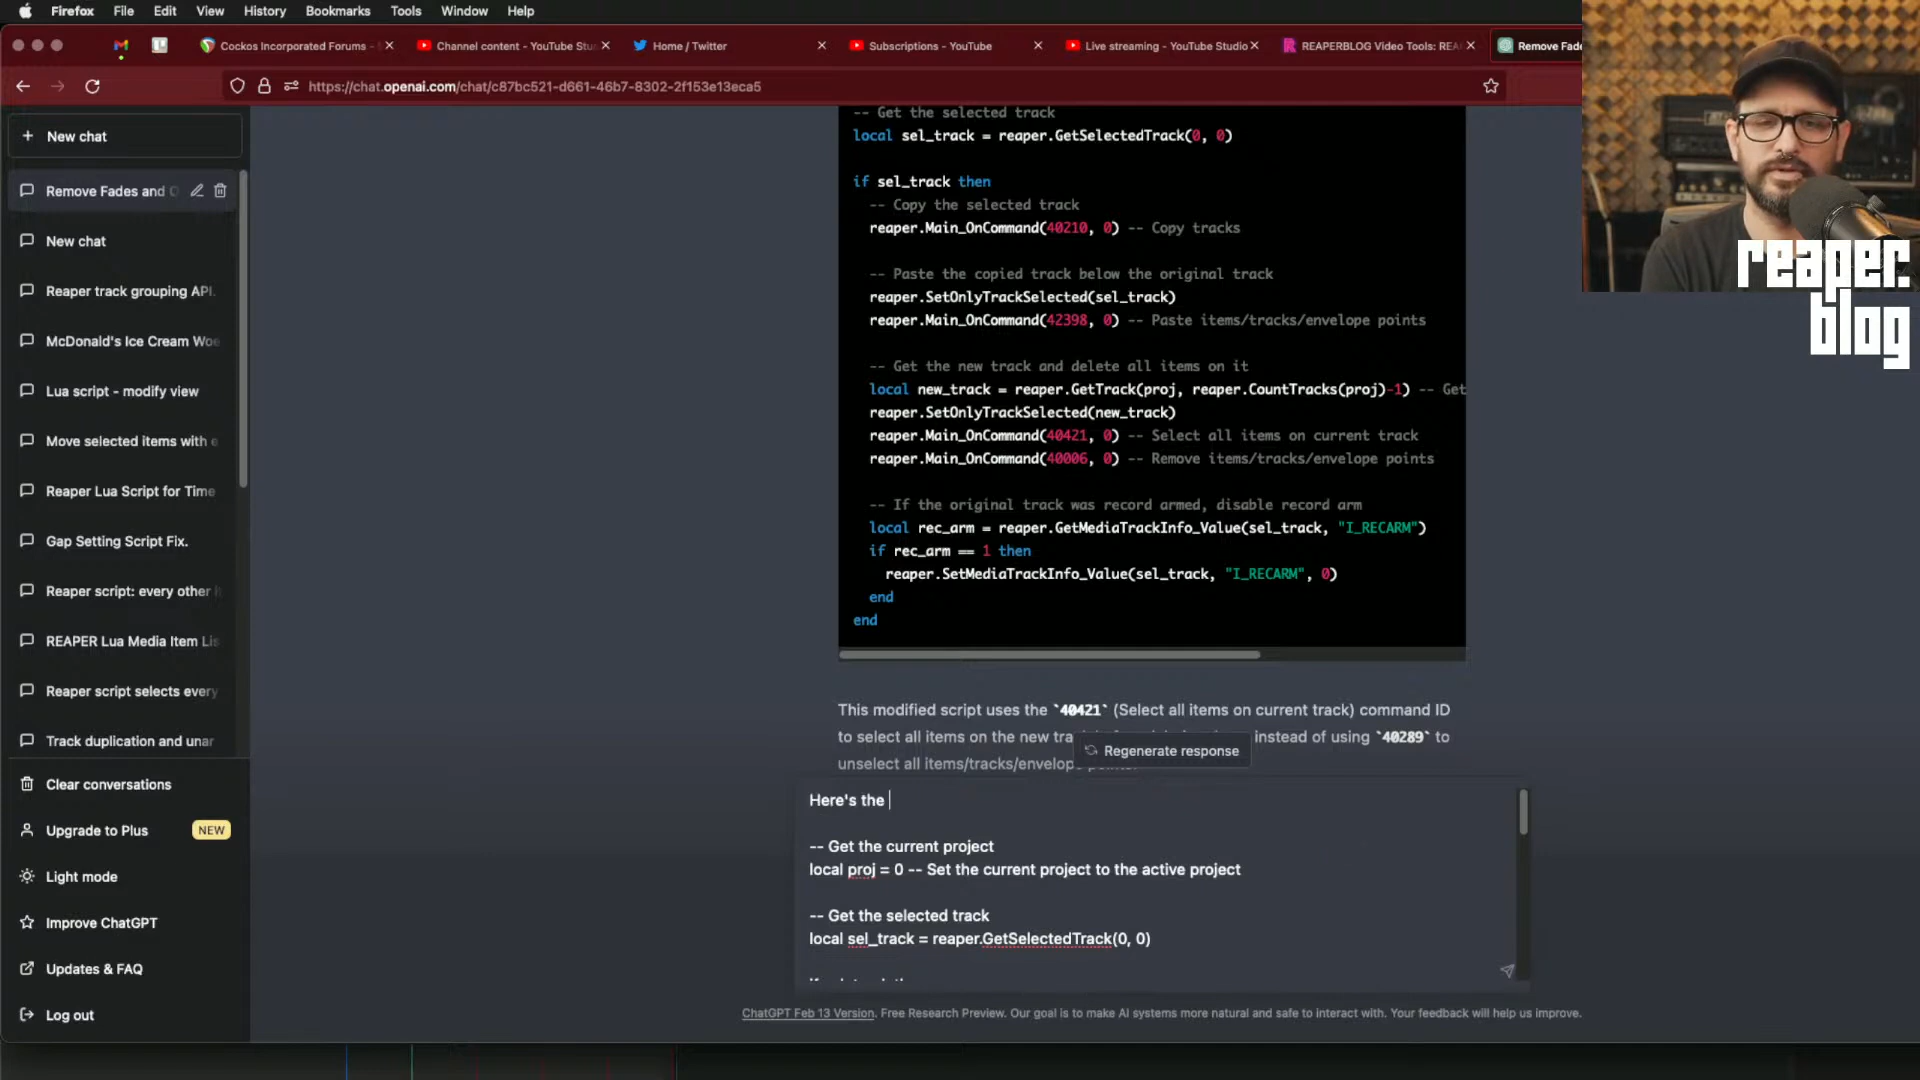 Firefox File Edit View History Bookmarks Tools Window Help
Cockos Incorporated Forums - Channel content - YouTube Stu Home / Twitter Subscriptions - YouTube Live streaming - YouTube Studio REAPERBLOG Video Tools: REA Remove Fade
https://chat.openai.com/chat/c87bc521-d661-46b7-8302-2f153e13eca5
New chat
Remove Fades and
New chat
Reaper track grouping API.
McDonald's Ice Cream Woe
Lua script - modify view
Move selected items with e
Reaper Lua Script for Time
Gap Setting Script Fix.
Reaper script: every other
REAPER Lua Media Item Lis
Reaper script selects every
Track duplication and unar
Clear conversations
Upgrade to Plus NEW
Light mode
Improve ChatGPT
Updates & FAQ
Log out
-- Get the selected track
local sel_track = reaper.GetSelectedTrack(0, 0)
if sel_track then
-- Copy the selected track
reaper.Main_OnCommand(40210, 0) -- Copy tracks
-- Paste the copied track below the original track
reaper.SetOnlyTrackSelected(sel_track)
reaper.Main_OnCommand(42398, 0) -- Paste items/tracks/envelope points
-- Get the new track and delete all items on it
local new_track = reaper.GetTrack(proj, reaper.CountTracks(proj)-1) -- Get
reaper.SetOnlyTrackSelected(new_track)
reaper.Main_OnCommand(40421, 0) -- Select all items on current track
reaper.Main_OnCommand(40006, 0) -- Remove items/tracks/envelope points
-- If the original track was record armed, disable record arm
local rec_arm = reaper.GetMediaTrackInfo_Value(sel_track, "I_RECARM")
if rec_arm == 1 then
reaper.SetMediaTrackInfo_Value(sel_track, "I_RECARM", 0)
end
end
This modified script uses the `40421` (Select all items on current track) command ID
to select all items on the new instead of using `40289` to
unselect all items/tracks/envelope
Regenerate response
Here's the
-- Get the current project
local proj = 0 -- Set the current project to the active project
-- Get the selected track
local sel_track = reaper.GetSelectedTrack(0, 0)
ChatGPT Feb 13 Version. Free Research Preview. Our goal is to make AI systems more natural and safe to interact with. Your feedback will help us improve.
reaper.
blog